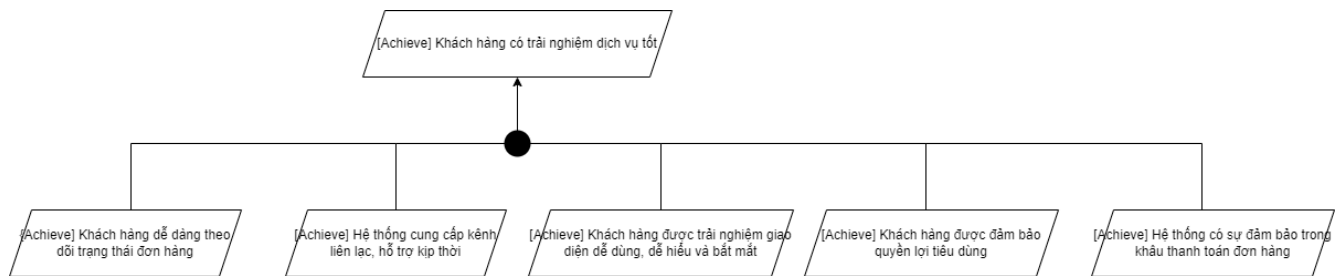 [Achieve] Khách hàng có trải nghiệm dịch vụ tốt
[Achieve] Khách hàng dễ dàng theo
dõi trạng thái đơn hàng
[Achieve] Hệ thống cung cấp kênh
liên lạc, hỗ trợ kịp thời
[Achieve] Khách hàng được trải nghiệm giao
diện dễ dùng, dễ hiểu và bắt mắt
[Achieve] Khách hàng được đảm bảo
quyền lợi tiêu dùng
[Achieve] Hệ thống có sự đảm bảo trong
khâu thanh toán đơn hàng